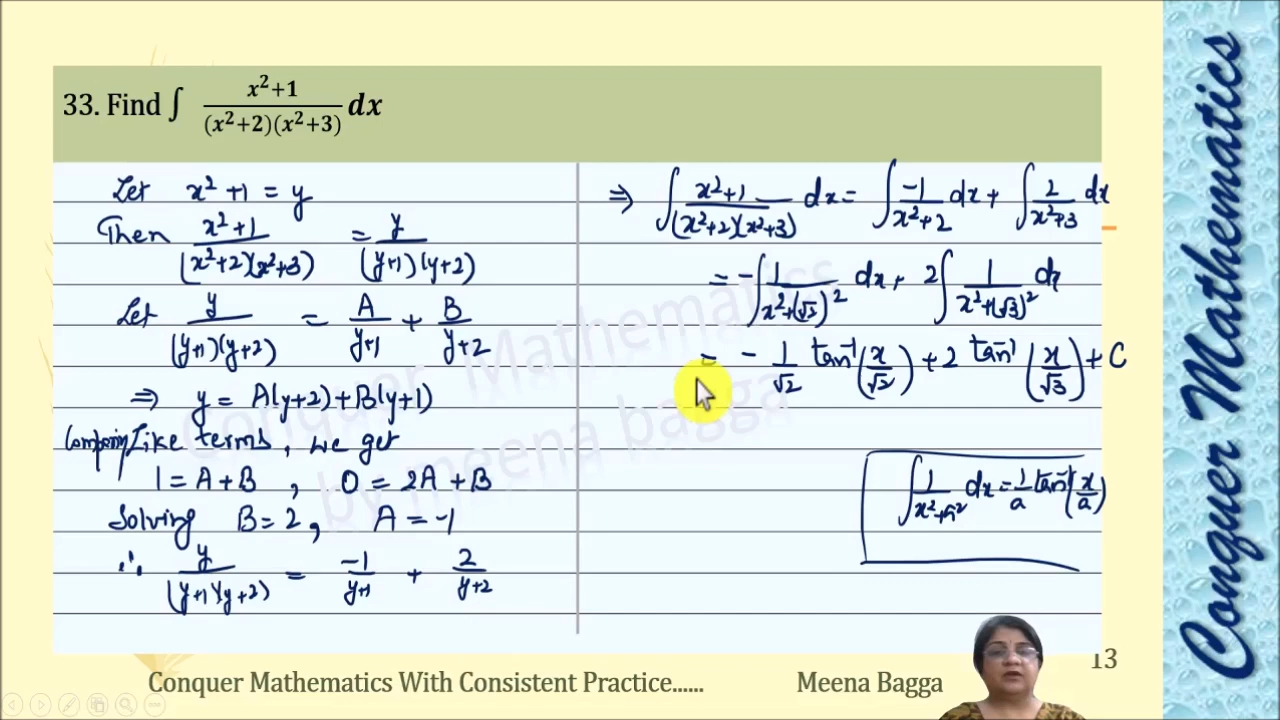 33. Find ∫ x²+1/(x²+2)(x²+3) dx
Let x² + 1 = y
Then x²+1/(x²+2)(x²+3) = y/(y+1)(y+2)
Let y/(y+1)(y+2) = A/y+1 + B/y+2
⇒ y = A(y+2)+B(y+1)
Comparing Like terms, we get
1 = A+B , 0 = 2A+B
Solving B=2, A=-1
∴ y/(y+1)(y+2) = -1/y+1 + 2/y+2
⇒ ∫ x²+1/(x²+2)(x²+3) dx = ∫ -1/x²+2 dx + ∫ 2/x²+3 dx
= -∫ 1/x²+(√2)² dx + 2∫ 1/x²+(√3)² dx
= - 1/√2 tan⁻¹(x/√2) + 2 tan⁻¹(x/√3) + C
∫ 1/x²+a² dx = 1/a tan⁻¹(x/a)
Conquer Mathematics
by meena bagga
Conquer Mathematics With Consistent Practice......
Meena Bagga
13
Conquer Mathematics